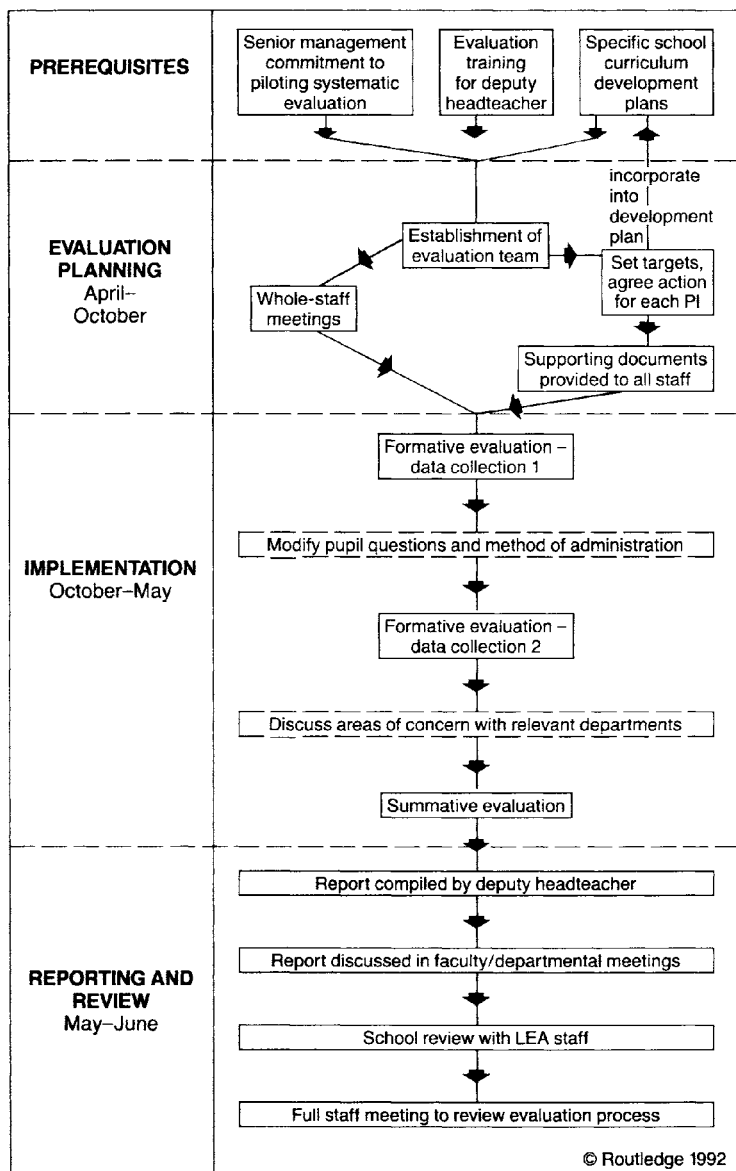 PREREQUISITES
Senior management
commitment to
piloting systematic
evaluation
Evaluation
training
for deputy
headteacher
Specific school
curriculum
development
plans
EVALUATION
PLANNING
April–
October
incorporate
into
development
plan
Establishment of
evaluation team
Set targets,
agree action
for each PI
Whole-staff
meetings
Supporting documents
provided to all staff
IMPLEMENTATION
October–May
Formative evaluation –
data collection 1
Modify pupil questions and method of administration
Formative evaluation –
data collection 2
Discuss areas of concern with relevant departments
Summative evaluation
REPORTING AND
REVIEW
May–June
Report compiled by deputy headteacher
Report discussed in faculty/departmental meetings
School review with LEA staff
Full staff meeting to review evaluation process
© Routledge 1992